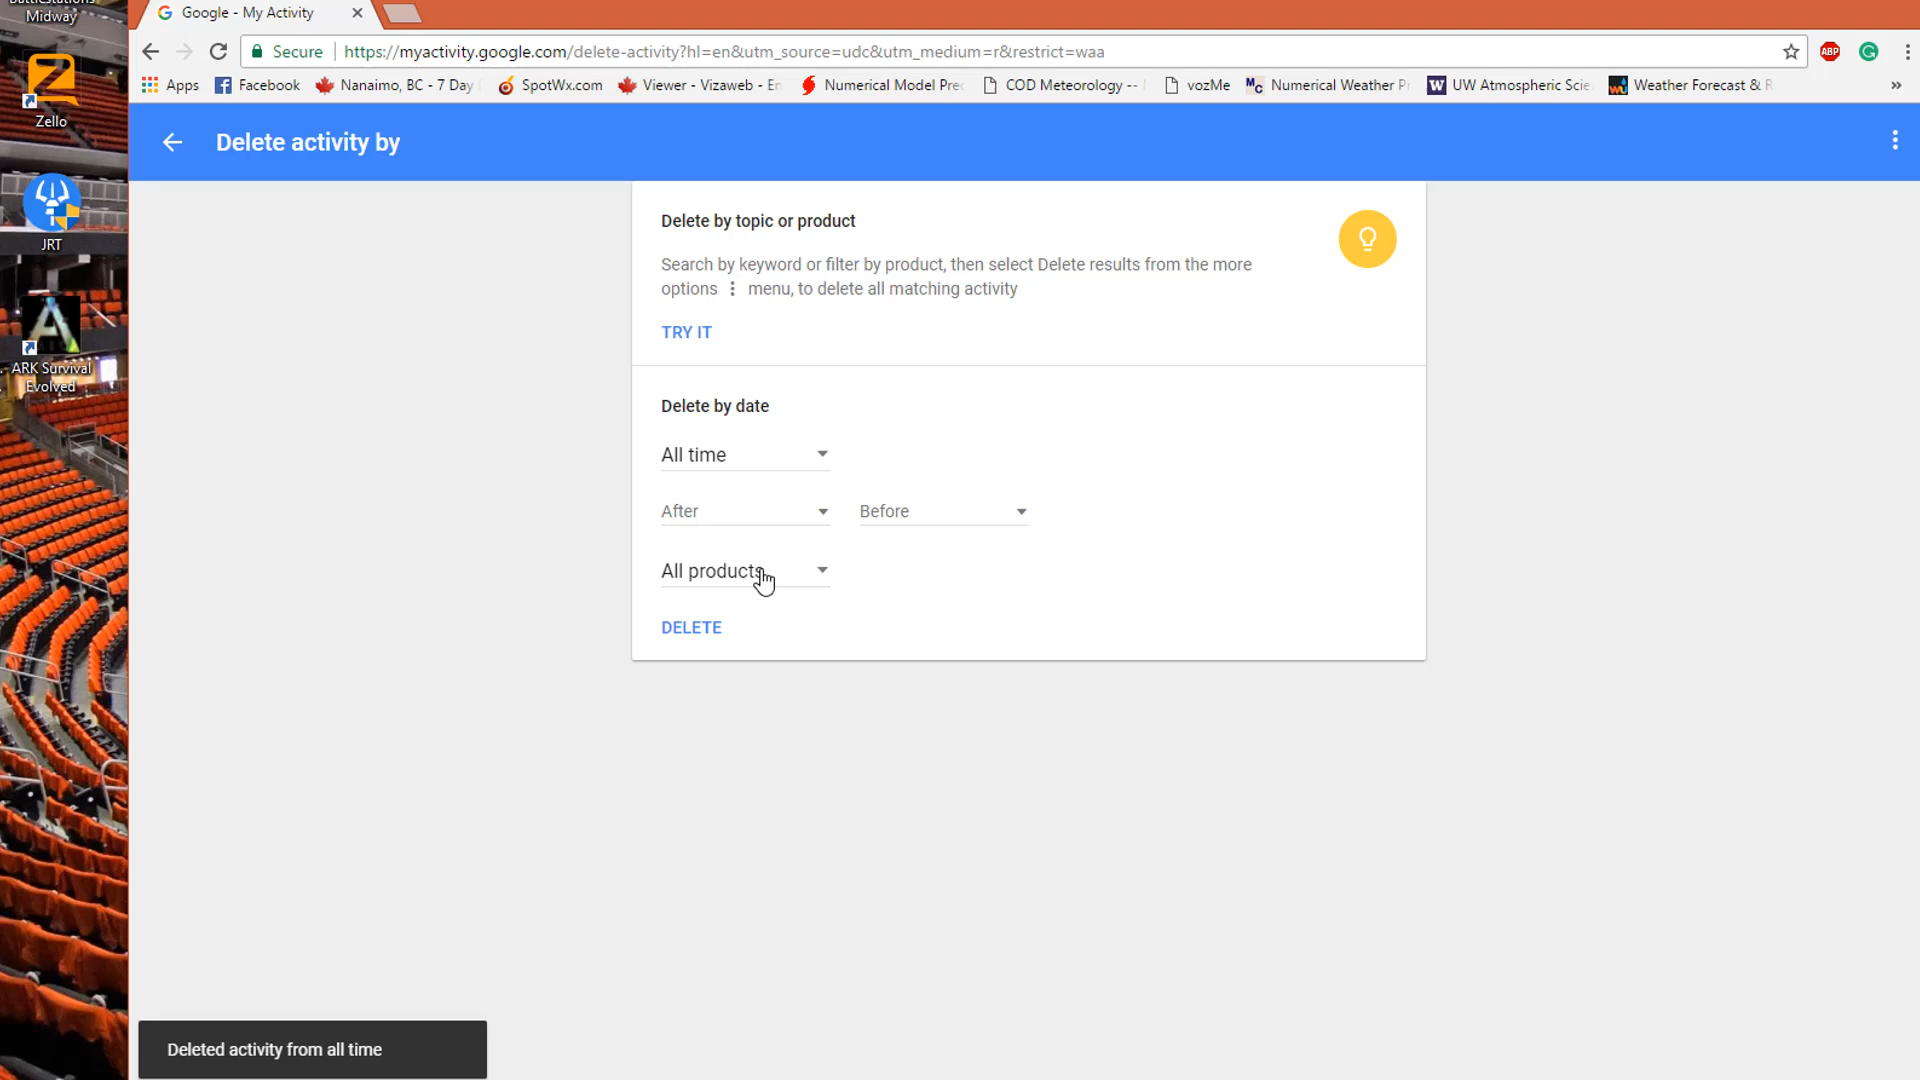 Midway
Google - My Activity
Secure
https://myactivity.google.com/delete-activity?hl=en&utm_source=udc&utm_medium=r&restrict=waa
ABP
Apps
Facebook
Nanaimo, BC - 7 Day
SpotWx.com
Viewer - Vizaweb - En
Numerical Model Prec
COD Meteorology --
vozMe
Numerical Weather Pr
UW Atmospheric Scie
Weather Forecast & R
»
Zello
JRT
ARK Survival
Evolved
Delete activity by
Delete by topic or product
Search by keyword or filter by product, then select Delete results from the more
options ⋮ menu, to delete all matching activity
TRY IT
Delete by date
All time
After
Before
All products
DELETE
Deleted activity from all time